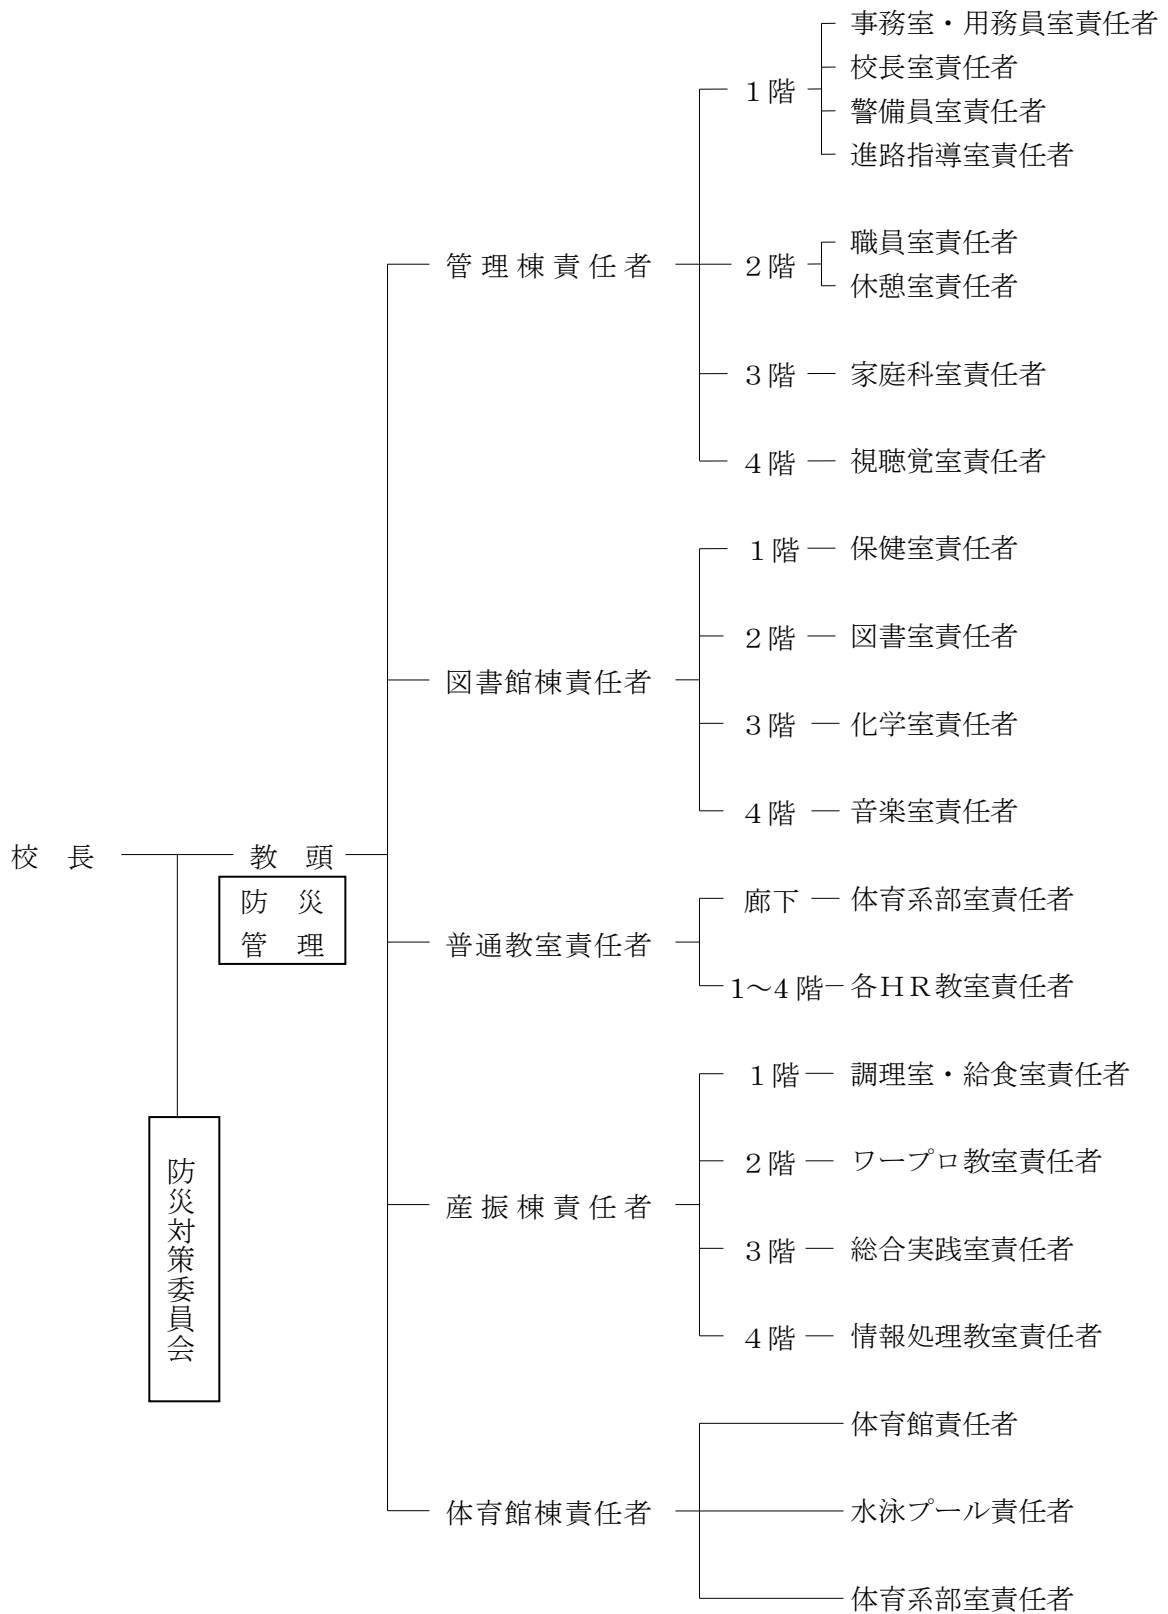 事務室・用務員室責任者
校長室責任者
1階
警備員室責任者
進路指導室責任者
職員室責任者
管理棟責任者
2階
休憩室責任者
3階
家庭科室責任者
4階
視聴覚室責任者
1階
保健室責任者
2階
図書室責任者
図書館棟責任者
3階
化学室責任者
4階
音楽室責任者
校長
教頭
防災
管理
廊下
体育系部室責任者
普通教室責任者
1~4階
各HR教室責任者
1階
調理室・給食室責任者
防災対策委員会
2階
ワープロ教室責任者
産振棟責任者
3階
総合実践室責任者
4階
情報処理教室責任者
体育館責任者
体育館棟責任者
水泳プール責任者
体育系部室責任者